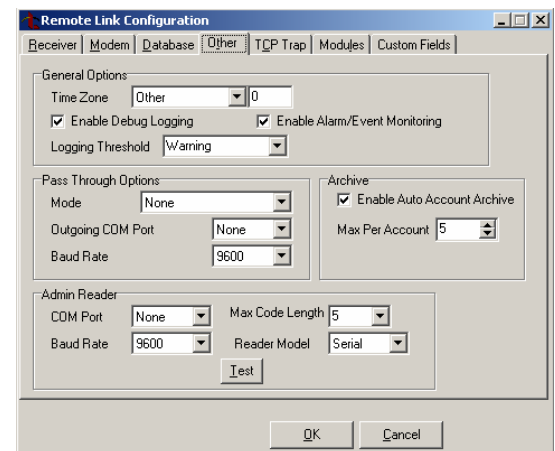 Remote Link Configuration
Receiver Modem Database Other TCP Trap Modules Custom Fields
General Options
Time Zone Other 0
Enable Debug Logging Enable Alarm/Event Monitoring
Logging Threshold Warning
Pass Through Options
Mode None
Outgoing COM Port None
Baud Rate 9600
Archive
Enable Auto Account Archive
Max Per Account 5
Admin Reader
COM Port None Max Code Length 5
Baud Rate 9600 Reader Model Serial
Test
OK Cancel